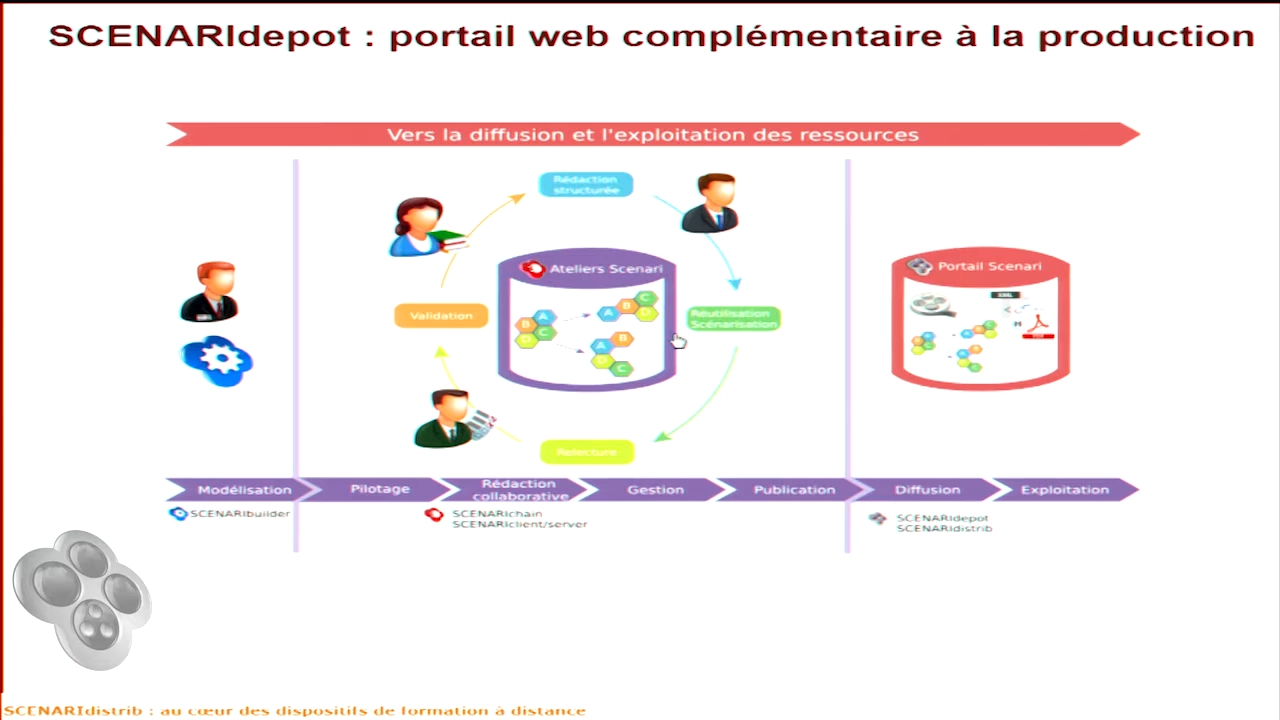 SCENARIdepot : portail web complémentaire à la production
Vers la diffusion et l'exploitation des ressources
Rédaction
structurée
Ateliers Scenari
Portail Scenari
A
B
C
D
A
B
C
D
A
B
D
C
Validation
Réutilisation
Scénarisation
Relecture
Modélisation
Pilotage
Rédaction
collaborative
Gestion
Publication
Diffusion
Exploitation
SCENARIbuilder
SCENARIchain
SCENARIclient/server
SCENARIdepot
SCENARIdistrib
SCENARIdistrib : au cœur des dispositifs de formation à distance